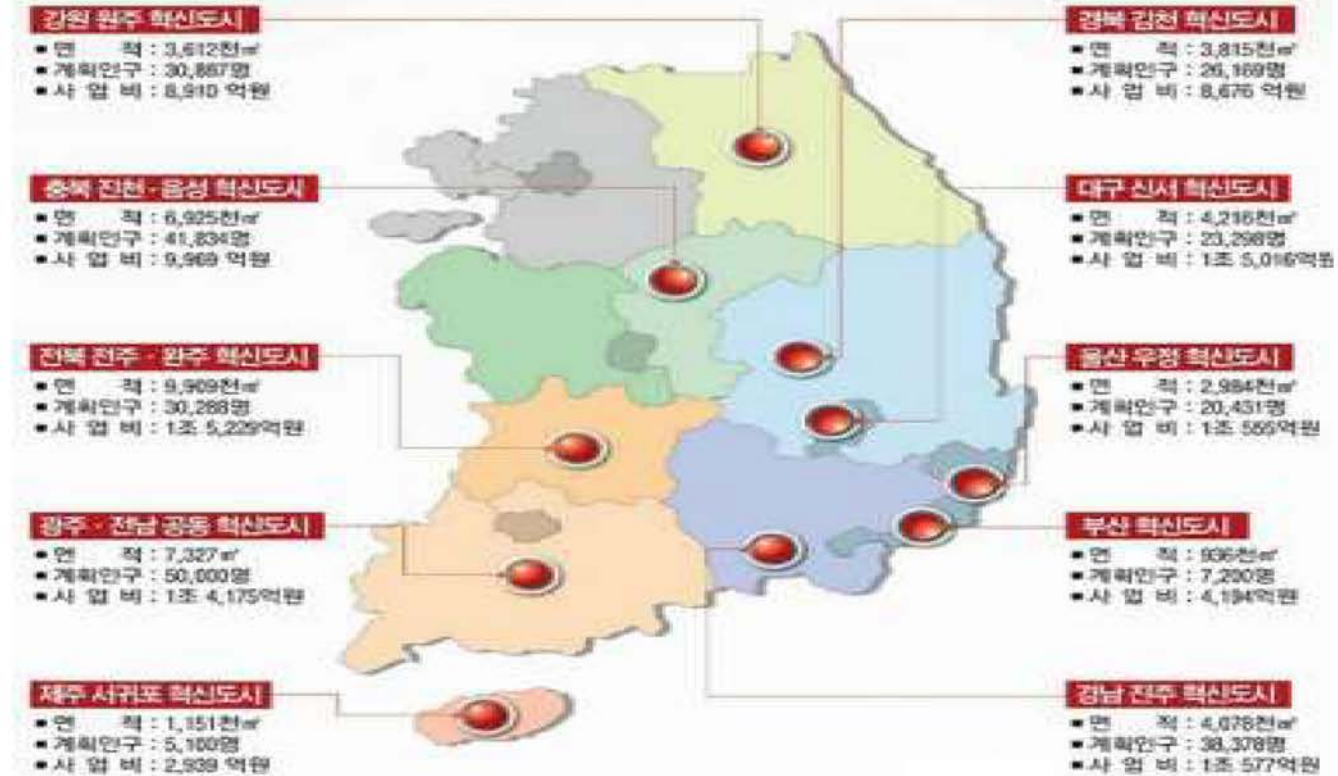 강원 원주 혁신도시
▪ 면 적 : 3,612천㎡
▪ 계획인구 : 30,867명
▪ 사 업 비 : 8,910 억원
충북 진천·음성 혁신도시
▪ 면 적 : 6,925천㎡
▪ 계획인구 : 41,834명
▪ 사 업 비 : 9,969 억원
전북 전주 · 완주 혁신도시
▪ 면 적 : 9,909천㎡
▪ 계획인구 : 30,288명
▪ 사 업 비 : 1조 5,229억원
광주 · 전남 공동 혁신도시
▪ 면 적 : 7,327㎡
▪ 계획인구 : 50,000명
▪ 사 업 비 : 1조 4,175억원
제주 서귀포 혁신도시
▪ 면 적 : 1,151천㎡
▪ 계획인구 : 5,100명
▪ 사 업 비 : 2,939 억원
경북 김천 혁신도시
▪ 면 적 : 3,815천㎡
▪ 계획인구 : 26,169명
▪ 사 업 비 : 8,676 억원
대구 신서 혁신도시
▪ 면 적 : 4,216천㎡
▪ 계획인구 : 23,298명
▪ 사 업 비 : 1조 5,016억원
울산 우정 혁신도시
▪ 면 적 : 2,984천㎡
▪ 계획인구 : 20,431명
▪ 사 업 비 : 1조 555억원
부산 혁신도시
▪ 면 적 : 936천㎡
▪ 계획인구 : 7,200명
▪ 사 업 비 : 4,194억원
경남 진주 혁신도시
▪ 면 적 : 4,078천㎡
▪ 계획인구 : 38,378명
▪ 사 업 비 : 1조 577억원